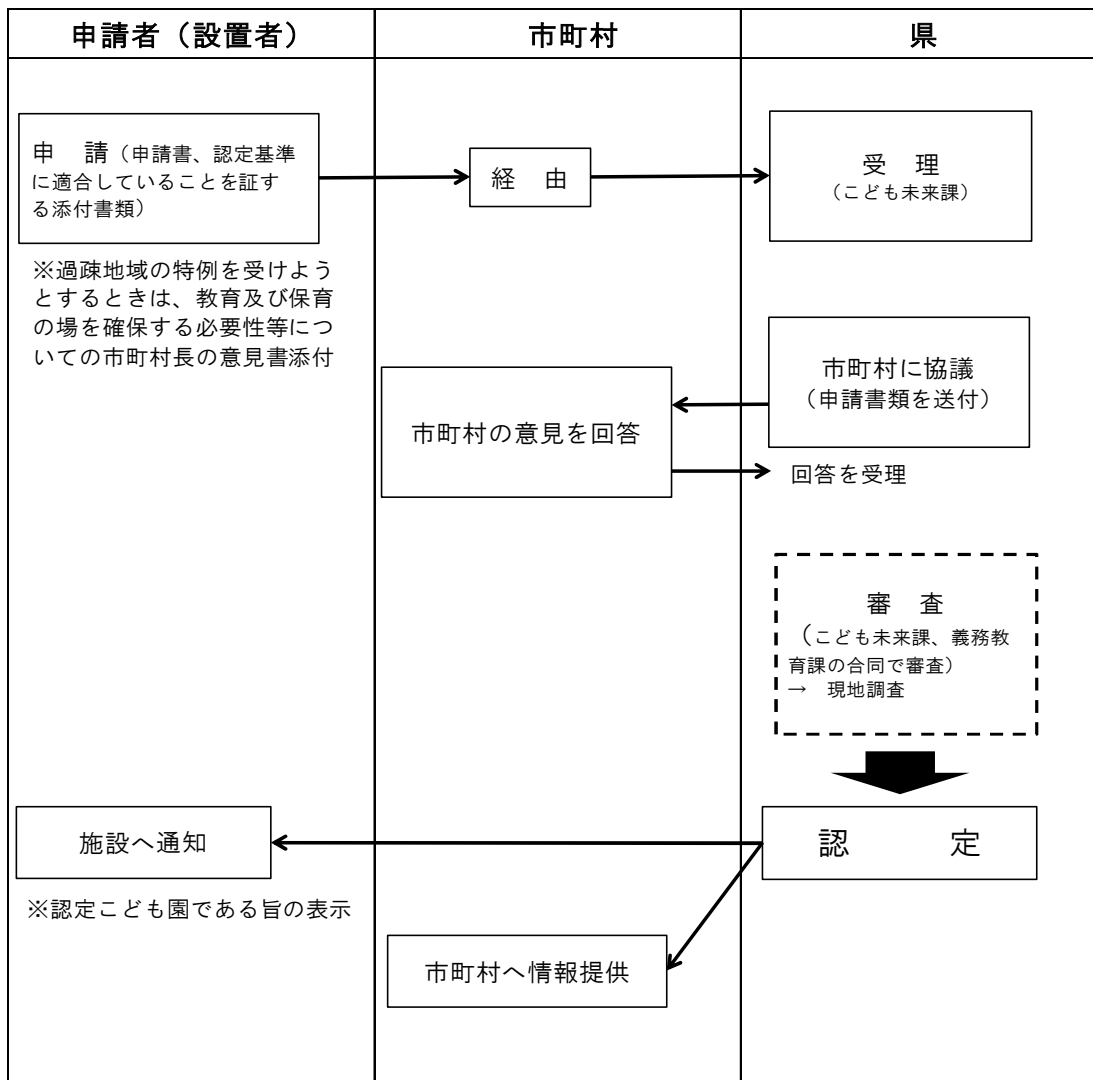 申請者（設置者）
市町村
県
申　請（申請書、認定基準
に適合していることを証す
る添付書類）
経　由
受　理
（こども未来課）
※過疎地域の特例を受けよう
とするときは、教育及び保育
の場を確保する必要性等につ
いての市町村長の意見書添付
市町村に協議
（申請書類を送付）
市町村の意見を回答
回答を受理
審　査
（こども未来課、義務教
育課の合同で審査）
→　現地調査
施設へ通知
認　　　定
※認定こども園である旨の表示
市町村へ情報提供